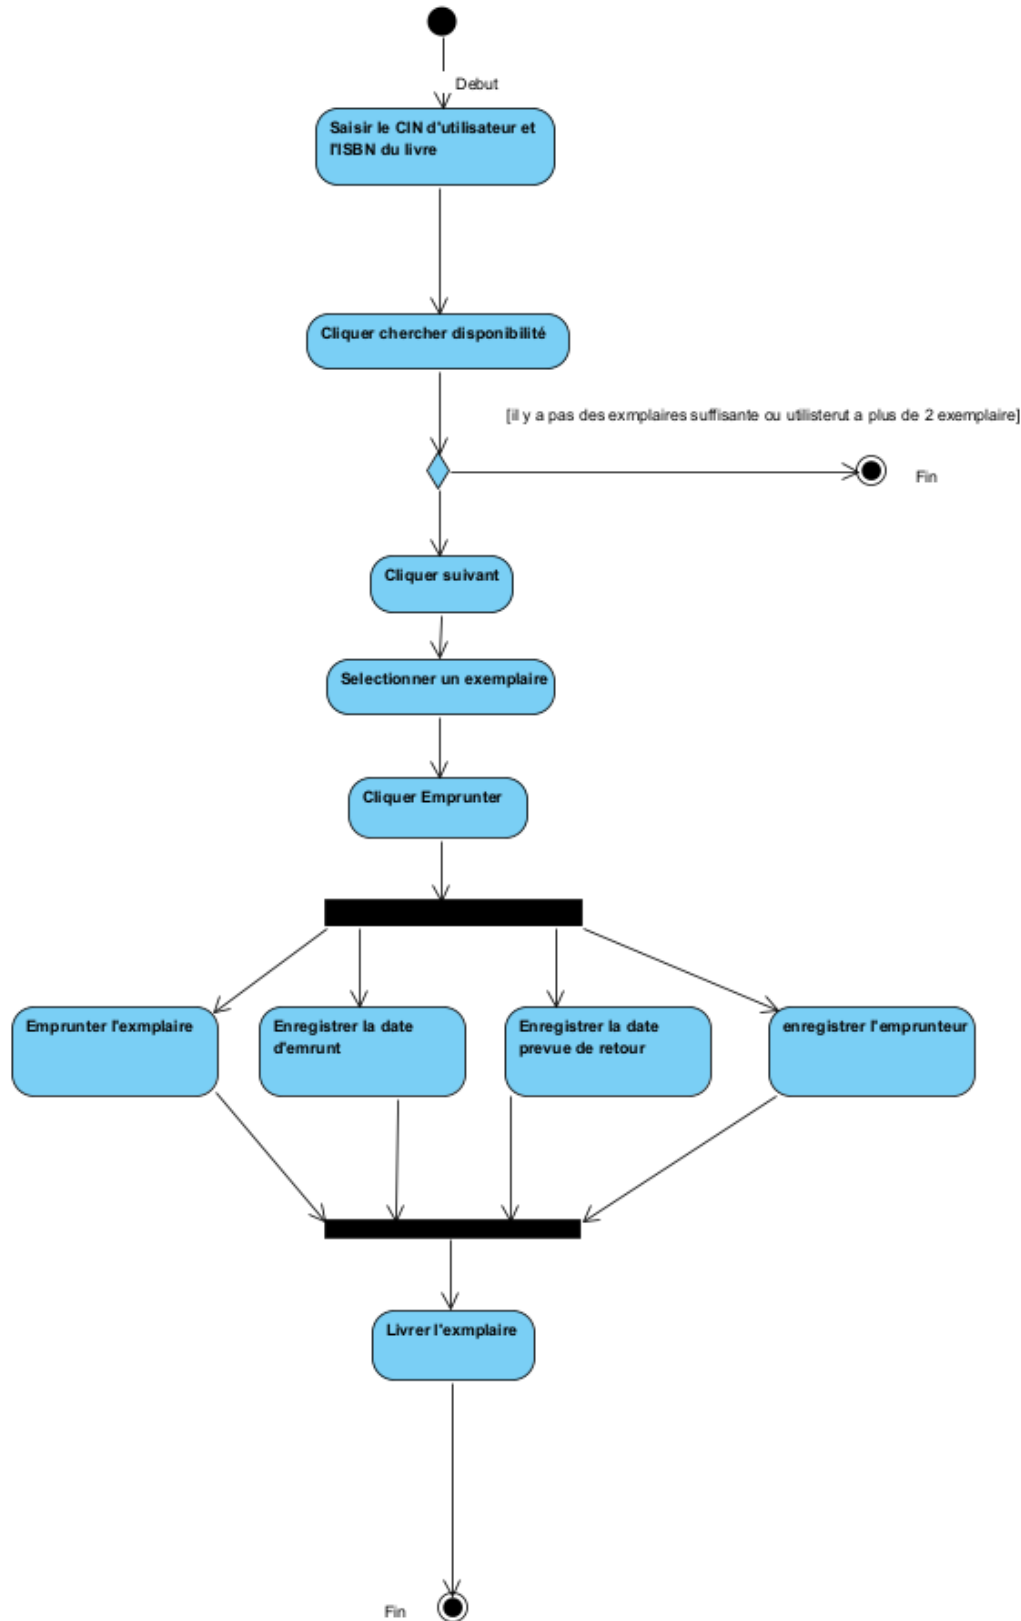 Debut
Saisir le CIN d'utilisateur et
l'ISBN du livre
Cliquer chercher disponibilité
[il y a pas des exmplaires suffisante ou utilisterut a plus de 2 exemplaire]
Fin
Cliquer suivant
Selectionner un exemplaire
Cliquer Emprunter
Emprunter l'exmplaire
Enregistrer la date
d'emrunt
Enregistrer la date
prevue de retour
enregistrer l'emprunteur
Livrer l'exmplaire
Fin